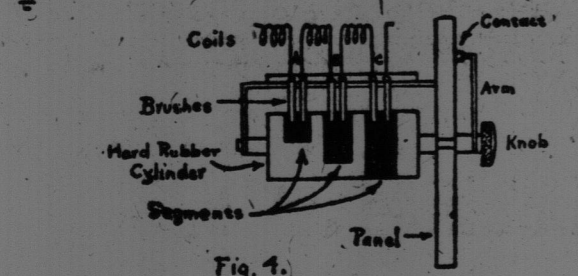 Contact
Coils
A
B
C
Arm
Brushes
Hard Rubber
Cylinder
Knob
Segments
Panel
Fig. 4.